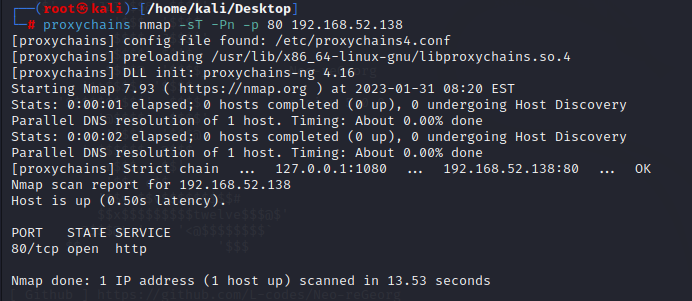 (root㉿kali)-[/home/kali/Desktop]
# proxychains nmap -sT -Pn -p 80 192.168.52.138
[proxychains] config file found: /etc/proxychains4.conf
[proxychains] preloading /usr/lib/x86_64-linux-gnu/libproxychains.so.4
[proxychains] DLL init: proxychains-ng 4.16
Starting Nmap 7.93 ( https://nmap.org ) at 2023-01-31 08:20 EST
Stats: 0:00:01 elapsed; 0 hosts completed (0 up), 0 undergoing Host Discovery
Parallel DNS resolution of 1 host. Timing: About 0.00% done
Stats: 0:00:02 elapsed; 0 hosts completed (0 up), 0 undergoing Host Discovery
Parallel DNS resolution of 1 host. Timing: About 0.00% done
[proxychains] Strict chain ... 127.0.0.1:1080 ... 192.168.52.138:80 ... OK
Nmap scan report for 192.168.52.138
Host is up (0.50s latency).
PORT STATE SERVICE
80/tcp open http
Nmap done: 1 IP address (1 host up) scanned in 13.53 seconds